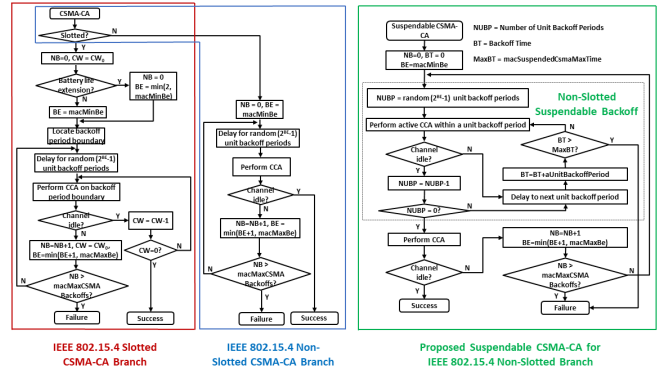 CSMA-CA
Slotted?
N
Y
NB=0, CW = CW0
Battery life
extension?
Y
NB = 0
BE = min(2,
macMinBe)
N
BE = macMinBe
Locate backoff
period boundary
Delay for random (2^BE-1)
unit backoff periods
Perform CCA on backoff
period boundary
Channel
idle?
Y
CW = CW-1
N
NB=NB+1, CW = CW0,
BE=min(BE+1, macMaxBe)
CW=0?
N
NB >
macMaxCSMA
Backoffs?
N
Y
Y
Failure
Success
IEEE 802.15.4 Slotted
CSMA-CA Branch
NB = 0, BE =
macMinBe
Delay for random (2^BE-1)
unit backoff periods
Perform CCA
Channel
idle?
Y
N
NB=NB+1, BE =
min(BE+1, macMaxBe)
NB >
macMaxCSMA
Backoffs?
N
Y
Failure
Success
IEEE 802.15.4 Non-
Slotted CSMA-CA Branch
Suspendable CSMA-
CA
NUBP = Number of Unit Backoff Periods
BT = Backoff Time
MaxBT = macSuspendedCsmaMaxTime
NB=0, BT = 0
BE=macMinBe
NUBP = random (2^BE-1) unit backoff periods
Non-Slotted
Suspendable Backoff
Perform active CCA within a unit backoff period
N
BT >
MaxBT?
Y
Channel
idle?
N
Y
BT=BT+aUnitBackoffPeriod
NUBP = NUBP-1
Delay to next unit backoff period
NUBP = 0?
N
Y
Perform CCA
NB=NB+1
BE=min(BE+1, macMaxBe)
Channel
idle?
N
Y
NB >
macMaxCSMA
Backoffs?
N
Y
Success
Failure
Proposed Suspendable CSMA-CA for
IEEE 802.15.4 Non-Slotted Branch